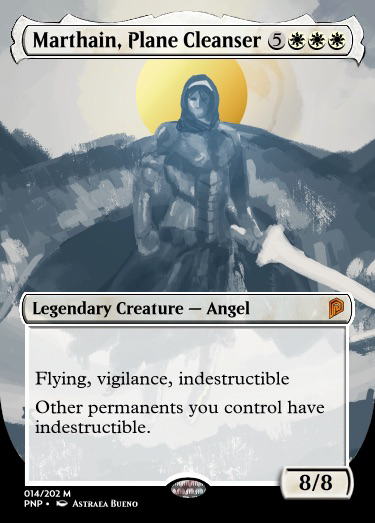 Marthain, Plane Cleanser 5
Legendary Creature — Angel
Flying, vigilance, indestructible
Other permanents you control have
indestructible.
8/8
014/202 M
PNP • Astraea Bueno